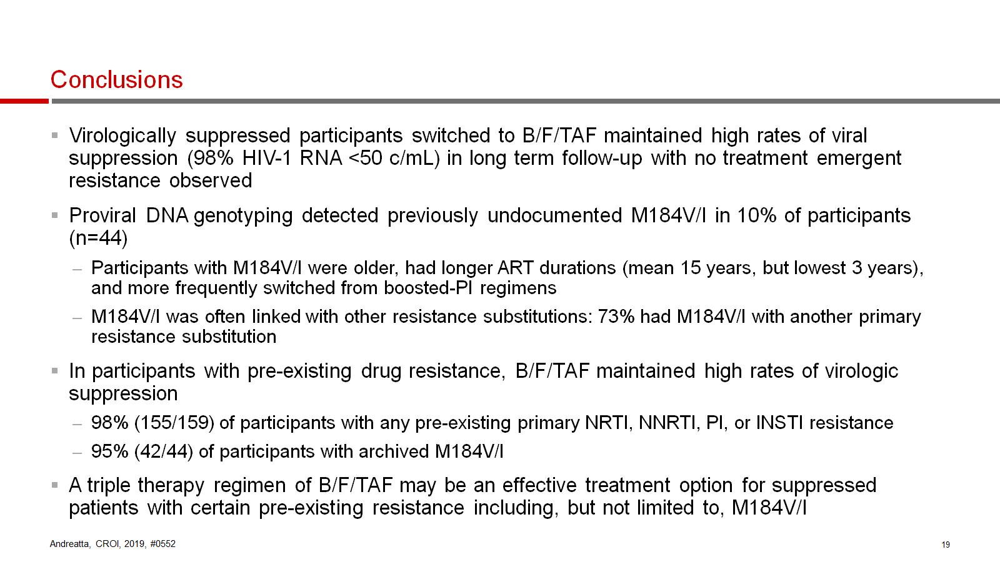 Conclusions
▪ Virologically suppressed participants switched to B/F/TAF maintained high rates of viral
suppression (98% HIV-1 RNA <50 c/mL) in long term follow-up with no treatment emergent
resistance observed
▪ Proviral DNA genotyping detected previously undocumented M184V/I in 10% of participants
(n=44)
– Participants with M184V/I were older, had longer ART durations (mean 15 years, but lowest 3 years),
and more frequently switched from boosted-PI regimens
– M184V/I was often linked with other resistance substitutions: 73% had M184V/I with another primary
resistance substitution
▪ In participants with pre-existing drug resistance, B/F/TAF maintained high rates of virologic
suppression
– 98% (155/159) of participants with any pre-existing primary NRTI, NNRTI, PI, or INSTI resistance
– 95% (42/44) of participants with archived M184V/I
▪ A triple therapy regimen of B/F/TAF may be an effective treatment option for suppressed
patients with certain pre-existing resistance including, but not limited to, M184V/I
Andreatta, CROI, 2019, #0552
19